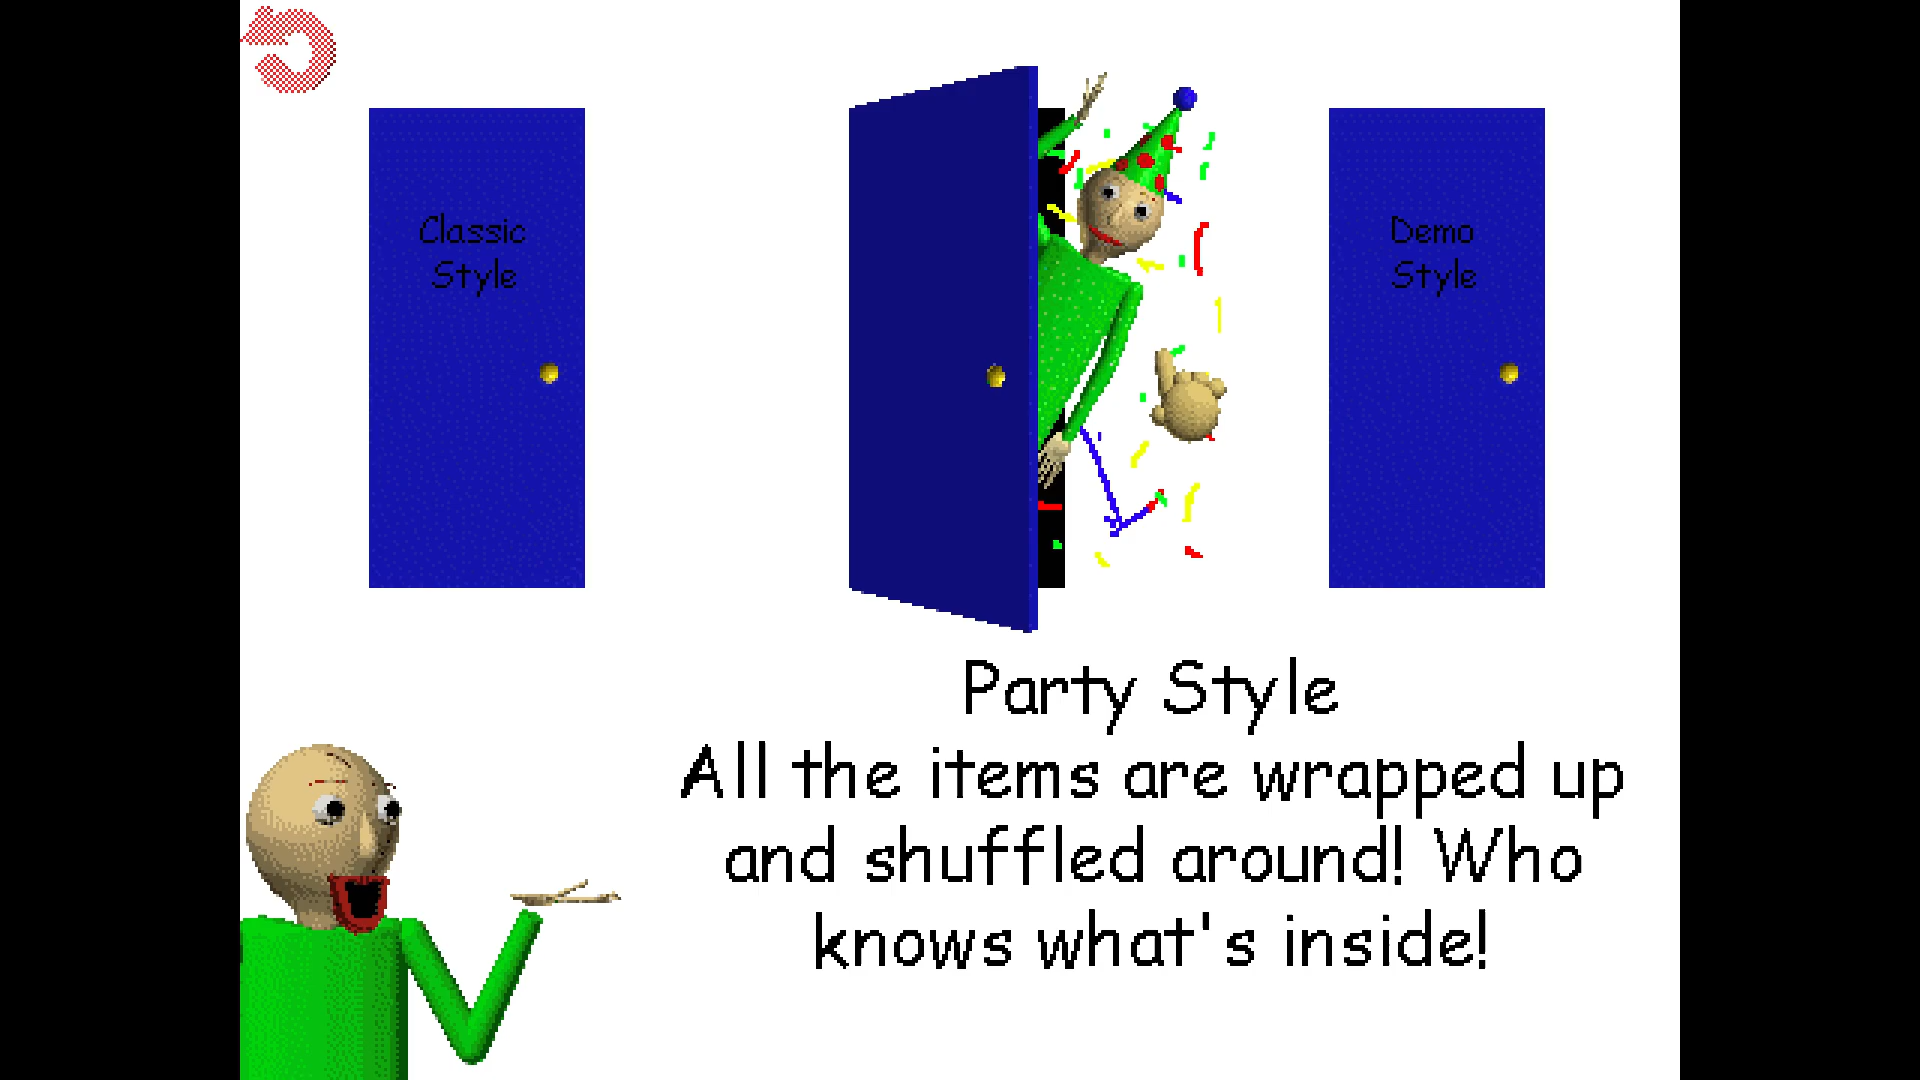 Classic
Style
Demo
Style
Party Style
All the items are wrapped up
and shuffled around! Who
knows what's inside!